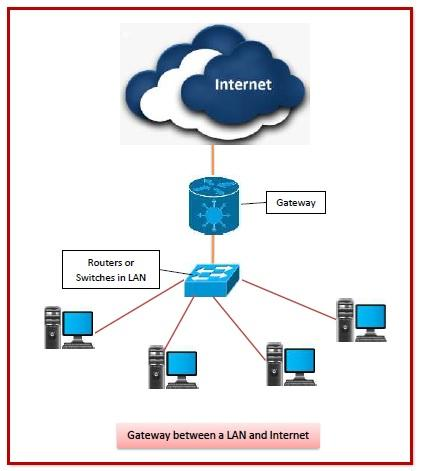 Internet
Gateway
Routers or
Switches in LAN
Gateway between a LAN and Internet